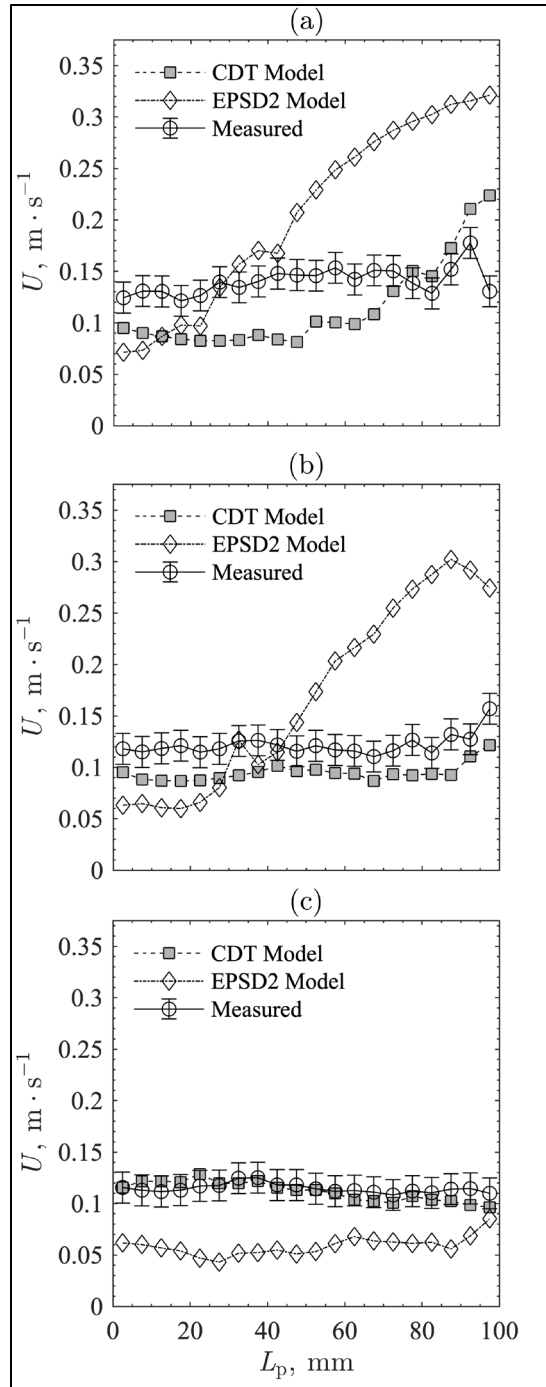 (a)
0.35
0.3
0.25
0.2
0.15
0.1
0.05
0
U, m · s⁻¹
CDT Model
EPSD2 Model
Measured
(b)
0.35
0.3
0.25
0.2
0.15
0.1
0.05
0
U, m · s⁻¹
CDT Model
EPSD2 Model
Measured
(c)
0.35
0.3
0.25
0.2
0.15
0.1
0.05
0
U, m · s⁻¹
CDT Model
EPSD2 Model
Measured
0 20 40 60 80 100
Lₚ, mm